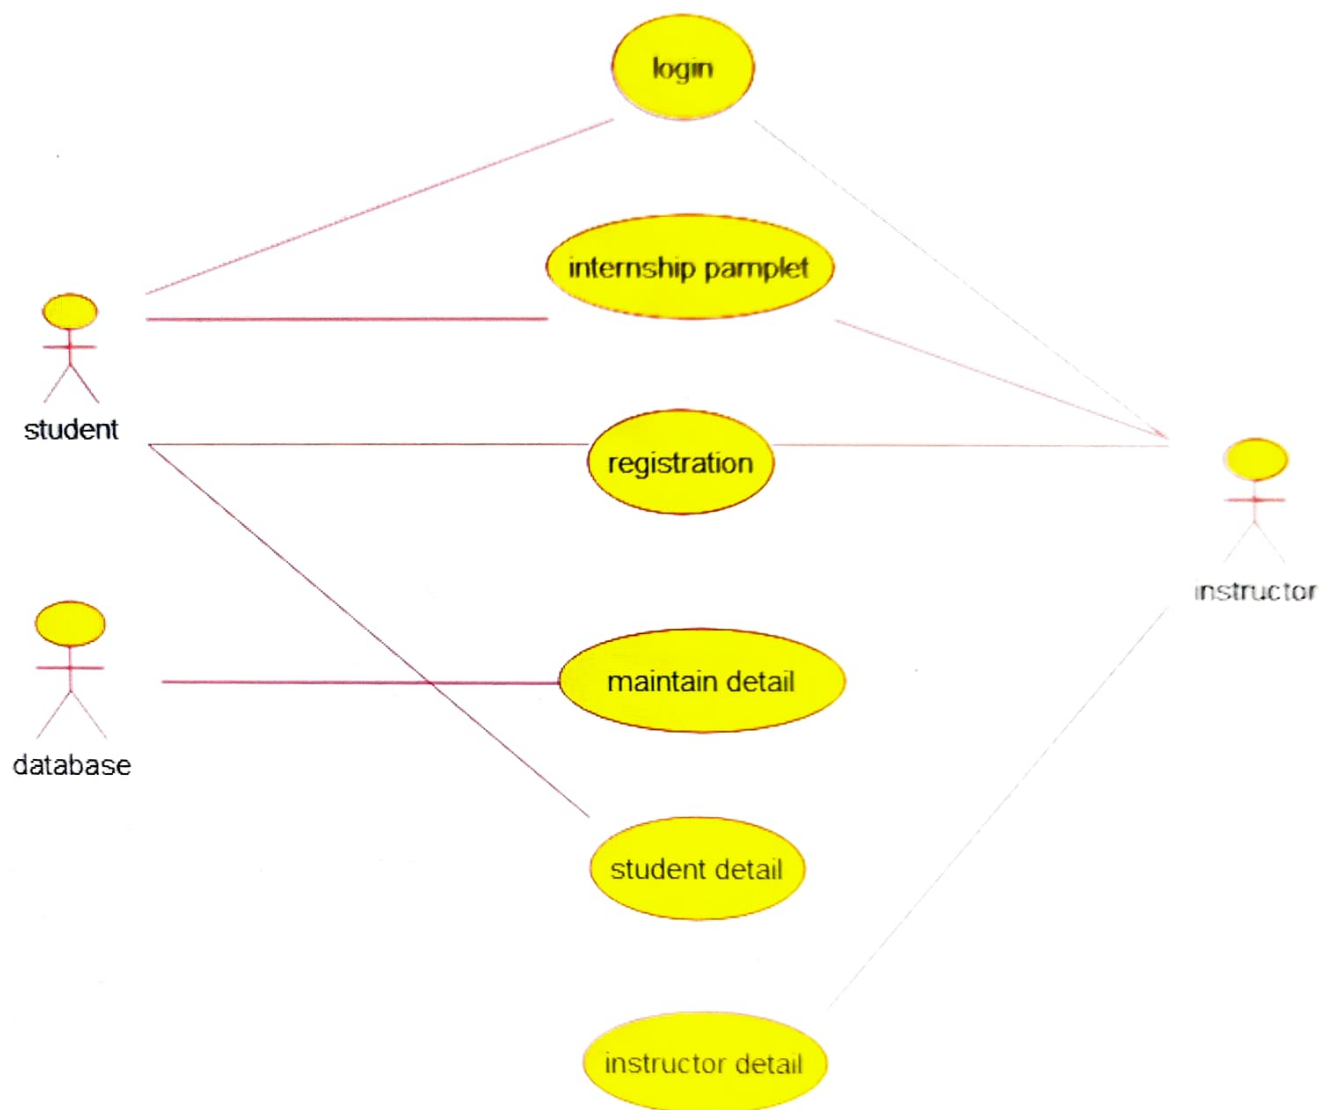 login
internship pamplet
student
registration
instructor
maintain detail
database
student detail
instructor detail